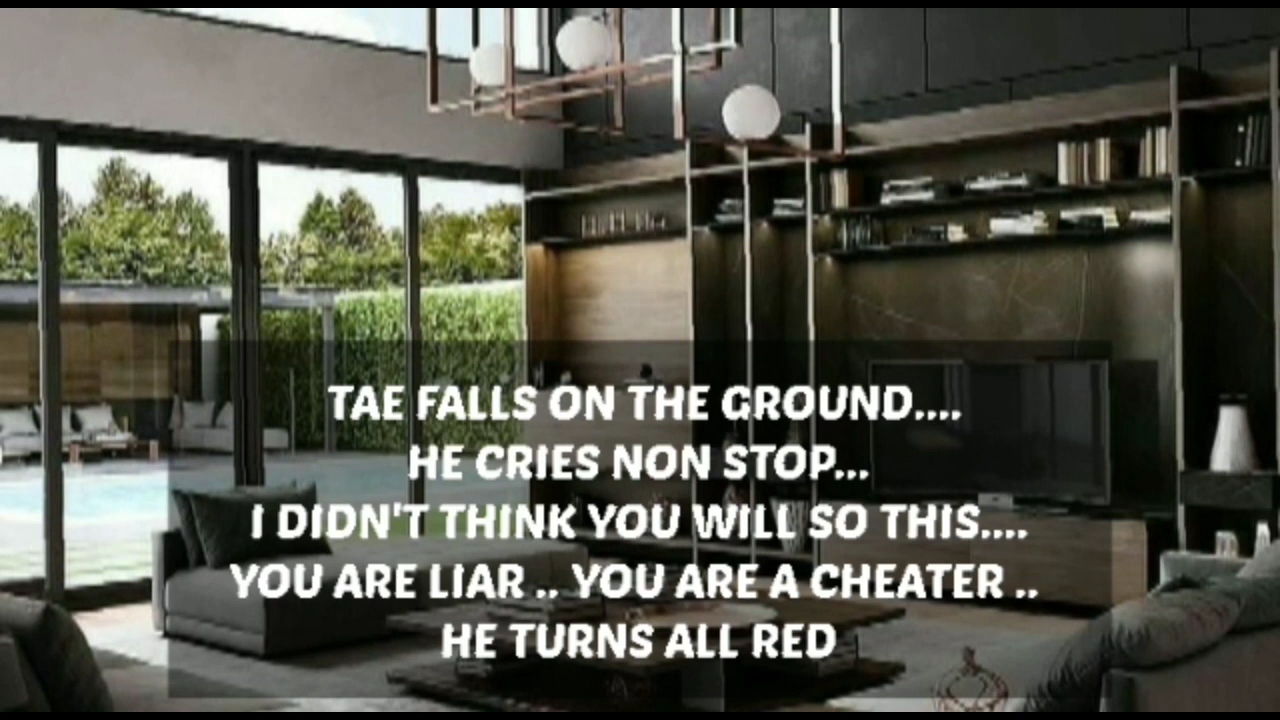 TAE FALLS ON THE GROUND....
HE CRIES NON STOP...
I DIDN'T THINK YOU WILL SO THIS....
YOU ARE LIAR .. YOU ARE A CHEATER ..
HE TURNS ALL RED